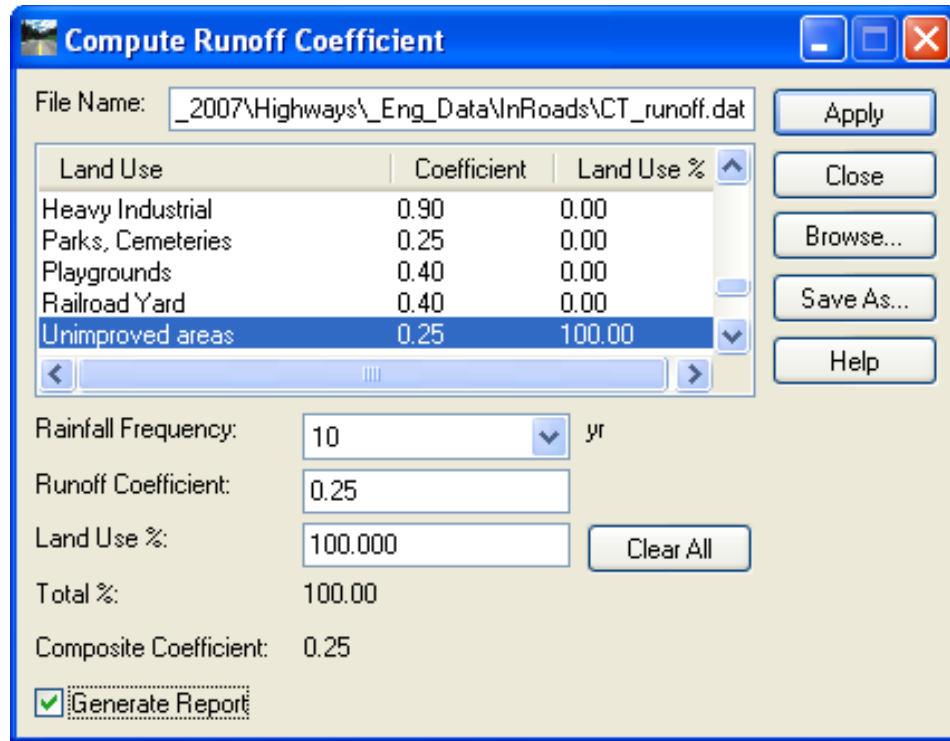 Compute Runoff Coefficient
File Name: _2007\Highways\_Eng_Data\InRoads\CT_runoff.dat Apply
Land Use Coefficient Land Use % Close
Heavy Industrial 0.90 0.00
Parks, Cemeteries 0.25 0.00 Browse...
Playgrounds 0.40 0.00
Railroad Yard 0.40 0.00 Save As...
Unimproved areas 0.25 100.00
Help
Rainfall Frequency: 10 yr
Runoff Coefficient: 0.25
Land Use %: 100.000 Clear All
Total %: 100.00
Composite Coefficient: 0.25
Generate Report